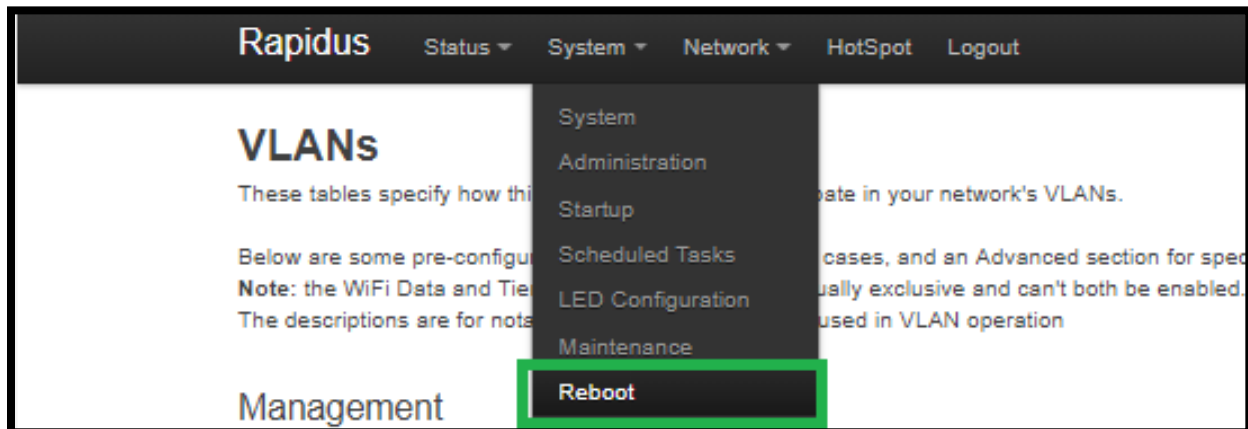 Rapidus Status System Network HotSpot Logout
System
VLANs
Administration
These tables specify how thi
pate in your network's VLANs.
Startup
Below are some pre-configu
Scheduled Tasks
cases, and an Advanced section for spec
Note: the WiFi Data and Tie
LED Configuration
ually exclusive and can't both be enabled.
The descriptions are for nota
used in VLAN operation
Maintenance
Reboot
Management